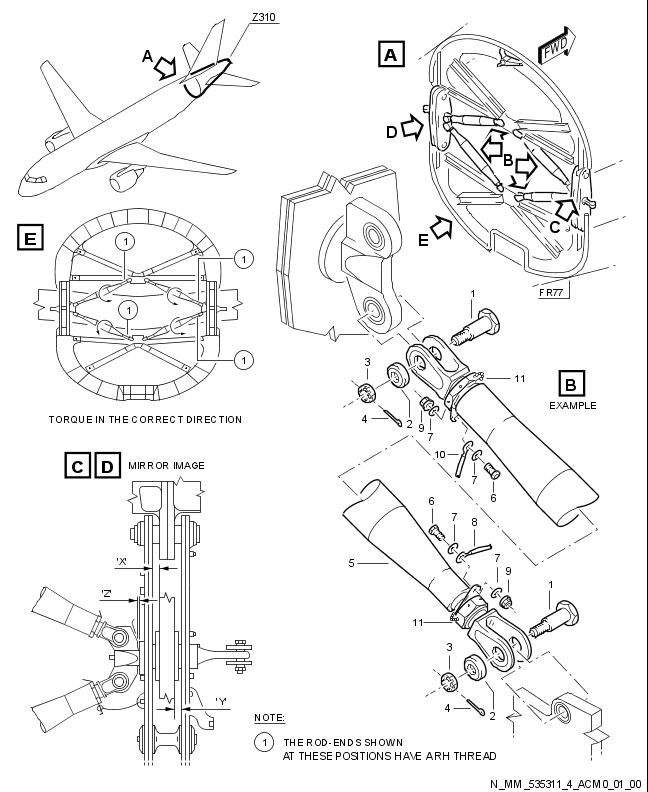 Z310
A
A
FWD
D
B
C
E
FR77
E
1
1
1
1
TORQUE IN THE CORRECT DIRECTION
1
3
11
B
EXAMPLE
4
2
9
7
10
7
6
C D MIRROR IMAGE
6
7
8
5
7
9
1
11
3
4
2
'X'
'Z'
'Y'
NOTE:
1 THE ROD-ENDS SHOWN
AT THESE POSITIONS HAVE ARH THREAD
N_MM_535311_4_ACM0_01_00